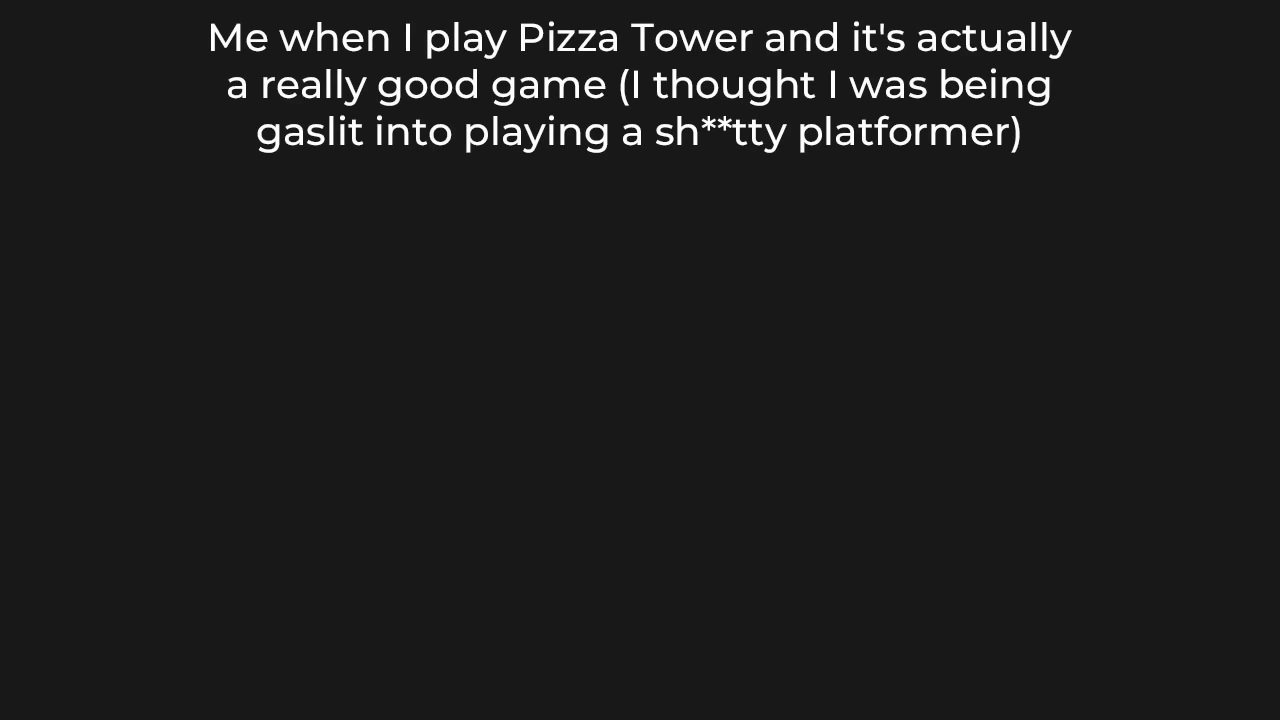 Me when I play Pizza Tower and it's actually
a really good game (I thought I was being
gaslit into playing a sh**tty platformer)